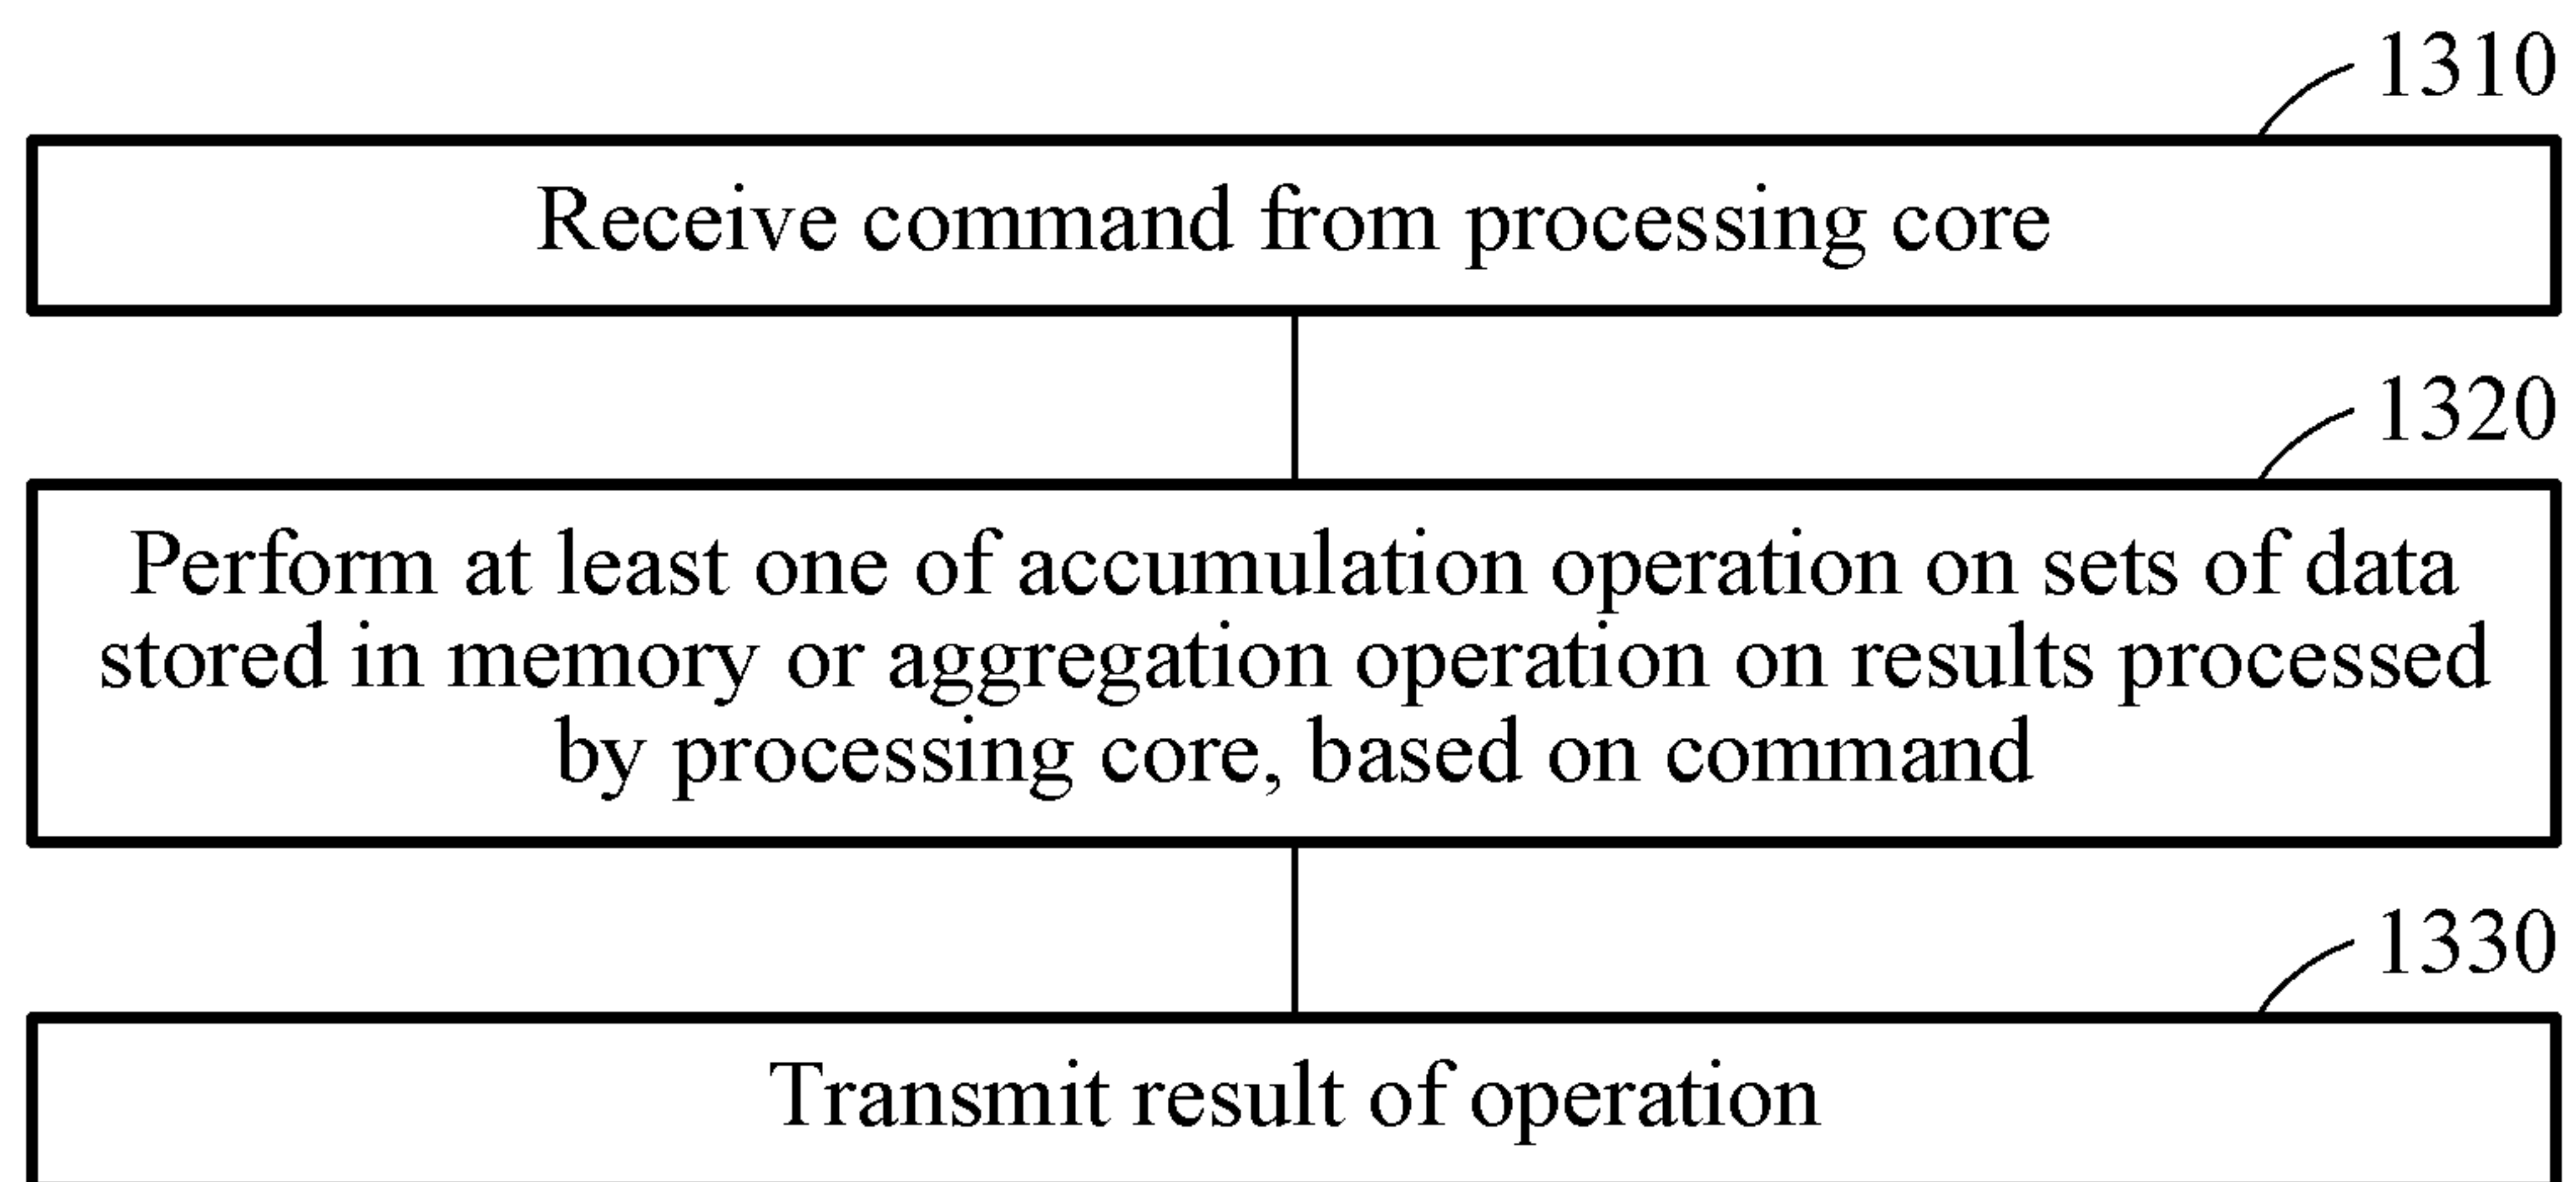 1310
Receive command from processing core
1320
Perform at least one of accumulation operation on sets of data
stored in memory or aggregation operation on results processed
by processing core, based on command
1330
Transmit result of operation